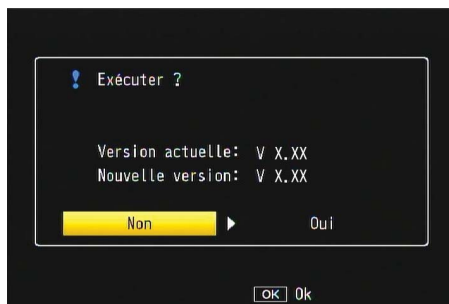 Exécuter ?
Version actuelle: V X.XX
Nouvelle version: V X.XX
Non Oui
OK Ok